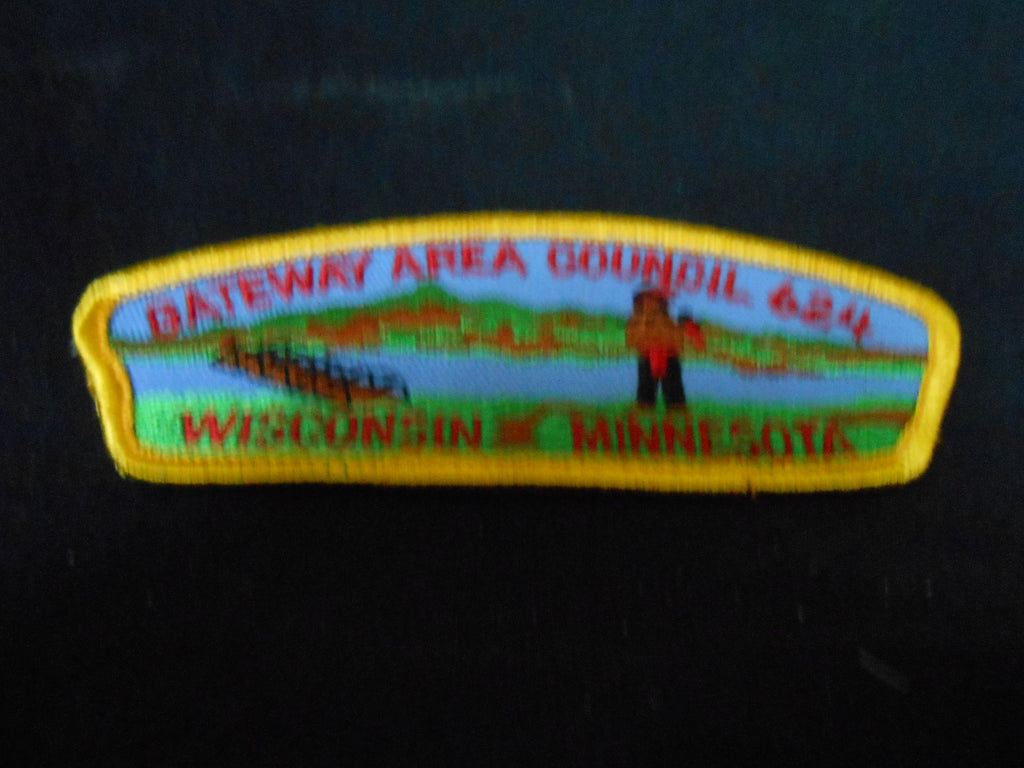 GATEWAY AREA COUNCIL 624
WISCONSIN MINNESOTA